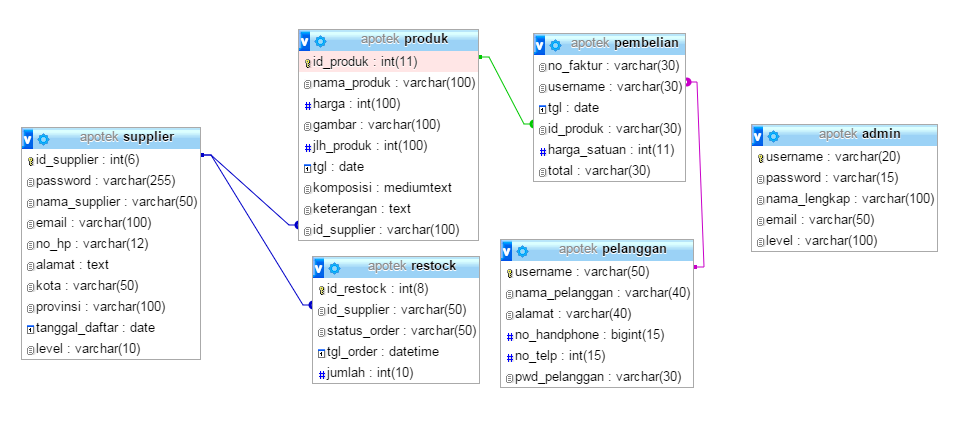 apotek supplier
id_supplier : int(6)
password : varchar(255)
nama_supplier : varchar(50)
email : varchar(100)
no_hp : varchar(12)
alamat : text
kota : varchar(50)
provinsi : varchar(100)
tanggal_daftar : date
level : varchar(10)
apotek produk
id_produk : int(11)
nama_produk : varchar(100)
harga : int(100)
gambar : varchar(100)
jlh_produk : int(100)
tgl : date
komposisi : mediumtext
keterangan : text
id_supplier : varchar(100)
apotek restock
id_restock : int(8)
id_supplier : varchar(50)
status_order : varchar(50)
tgl_order : datetime
jumlah : int(10)
apotek pembelian
no_faktur : varchar(30)
username : varchar(30)
tgl : date
id_produk : varchar(30)
harga_satuan : int(11)
total : varchar(30)
apotek pelanggan
username : varchar(50)
nama_pelanggan : varchar(40)
alamat : varchar(40)
no_handphone : bigint(15)
no_telp : int(15)
pwd_pelanggan : varchar(30)
apotek admin
username : varchar(20)
password : varchar(15)
nama_lengkap : varchar(100)
email : varchar(50)
level : varchar(100)